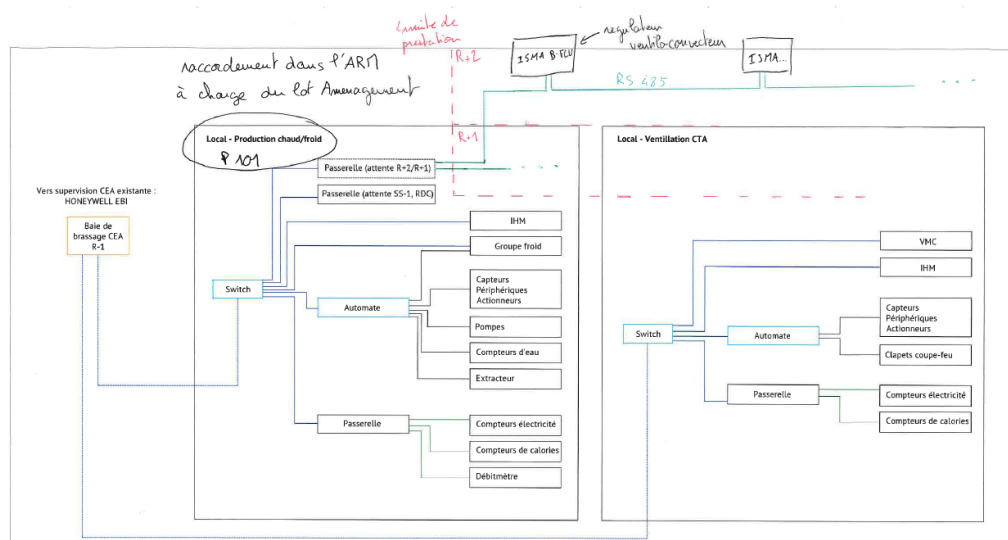 Limite de
prestation
raccordement dans l'ARM
à charge du lot Amenagement
R+2
ISMA B-FCU
regulateur
ventilo-convecteur
ISMA...
RS 485
R+1
Local - Production chaud/froid
P 101
Passerelle (attente R+2/R+1)
Passerelle (attente SS-1, RDC)
Vers supervision CEA existante :
HONEYWELL EBI
Baie de
brassage CEA
R-1
IHM
Groupe froid
Switch
Capteurs
Périphériques
Actionneurs
Automate
Pompes
Compteurs d'eau
Extracteur
Passerelle
Compteurs électricité
Compteurs de calories
Débitmètre
Local - Ventillation CTA
VMC
IHM
Switch
Capteurs
Périphériques
Actionneurs
Automate
Clapets coupe-feu
Passerelle
Compteurs électricité
Compteurs de calories